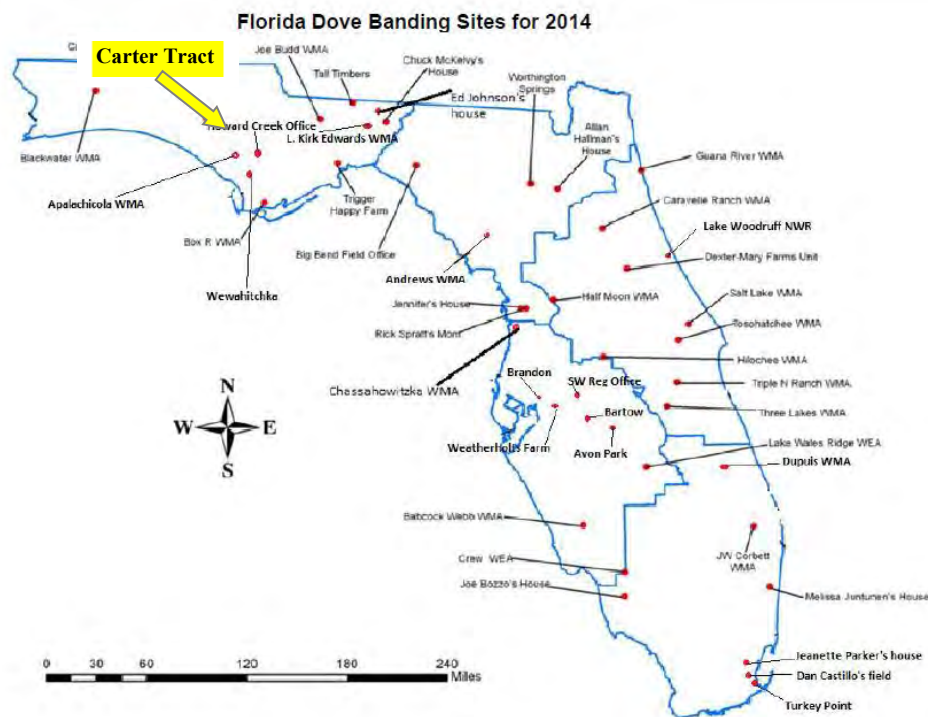 Florida Dove Banding Sites for 2014
Carter Tract
Joe Budd WMA
Tall Timbers
Chuck McKelvy's
House
Ed Johnson's
house
Worthington
Springs
Allan
Hallman's
House
Howard Creek Office
L. Kirk Edwards WMA
Blackwater WMA
Guana River WMA
Apalachicola WMA
Trigger
Happy Farm
Caravelle Ranch WMA
Lake Woodruff NWR
Box R WMA
Big Bend Field Office
Dexter-Mary Farms Unit
Andrews WMA
Wewahitchka
Salt Lake WMA
Jennifer's House
Half Moon WMA
Tosohatchee WMA
Rick Spratt's Mom
Hilochee WMA
Chassahowitzka WMA
Brandon
SW Reg Office
Triple N Ranch WMA
N
W E
S
Bartow
Three Lakes WMA
Weatherholts Farm
Avon Park
Lake Wales Ridge WEA
Dupuis WMA
Babcock Webb WMA
JW Corbett
WMA
Crew WEA
Joe Bozzo's House
Melissa Juntunen's House
Jeanette Parker's house
0 30 60 120 180 240
Miles
Dan Castillo's field
Turkey Point